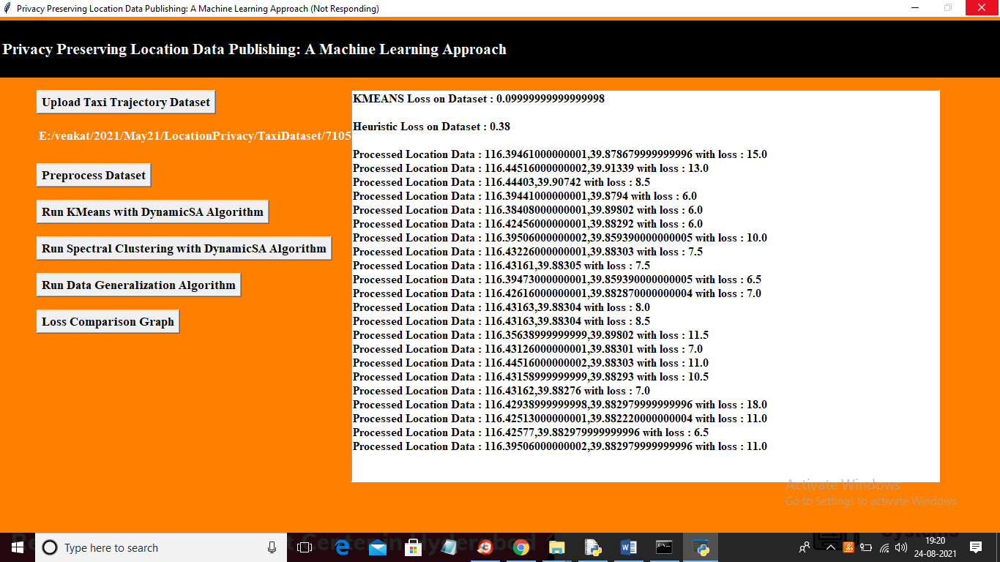 Privacy Preserving Location Data Publishing: A Machine Learning Approach (Not Responding)
Privacy Preserving Location Data Publishing: A Machine Learning Approach
Upload Taxi Trajectory Dataset
E:/venkat/2021/May21/LocationPrivacy/TaxiDataset/7105
Preprocess Dataset
Run KMeans with DynamicSA Algorithm
Run Spectral Clustering with DynamicSA Algorithm
Run Data Generalization Algorithm
Loss Comparison Graph
KMEANS Loss on Dataset : 0.09999999999999998
Heuristic Loss on Dataset : 0.38
Processed Location Data : 116.39461000000001,39.878679999999996 with loss : 15.0
Processed Location Data : 116.44516000000002,39.91339 with loss : 13.0
Processed Location Data : 116.44403,39.90742 with loss : 8.5
Processed Location Data : 116.39441000000001,39.8794 with loss : 6.0
Processed Location Data : 116.38408000000001,39.89802 with loss : 6.0
Processed Location Data : 116.42456000000001,39.88292 with loss : 6.0
Processed Location Data : 116.39506000000002,39.859390000000005 with loss : 10.0
Processed Location Data : 116.43226000000001,39.88303 with loss : 7.5
Processed Location Data : 116.43161,39.88305 with loss : 7.5
Processed Location Data : 116.39473000000001,39.859390000000005 with loss : 6.5
Processed Location Data : 116.42616000000001,39.882870000000004 with loss : 7.0
Processed Location Data : 116.43163,39.88304 with loss : 8.0
Processed Location Data : 116.43163,39.88304 with loss : 8.5
Processed Location Data : 116.35638999999999,39.89802 with loss : 11.5
Processed Location Data : 116.43126000000001,39.88301 with loss : 7.0
Processed Location Data : 116.44516000000002,39.88303 with loss : 11.0
Processed Location Data : 116.43158999999999,39.88293 with loss : 10.5
Processed Location Data : 116.43162,39.88276 with loss : 7.0
Processed Location Data : 116.42938999999998,39.882979999999996 with loss : 18.0
Processed Location Data : 116.42513000000001,39.882220000000004 with loss : 11.0
Processed Location Data : 116.42577,39.882979999999996 with loss : 6.5
Processed Location Data : 116.39506000000002,39.882979999999996 with loss : 11.0
Activate Windows
Go to Settings to activate Windows.
Type here to search
19:20
24-08-2021